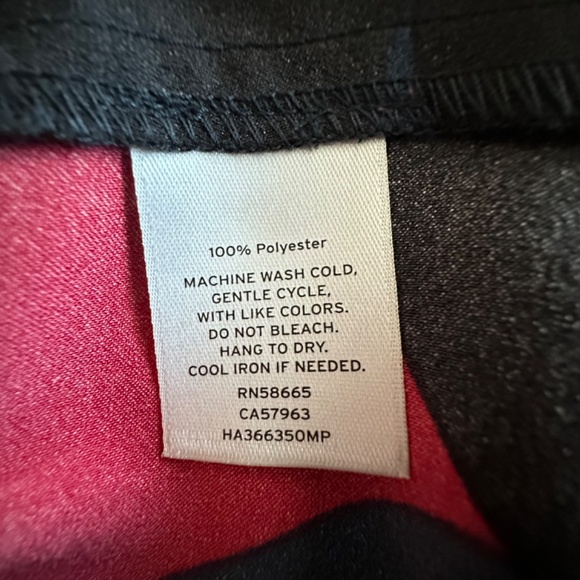 100% Polyester
MACHINE WASH COLD,
GENTLE CYCLE,
WITH LIKE COLORS.
DO NOT BLEACH.
HANG TO DRY.
COOL IRON IF NEEDED.
RN58665
CA57963
HA366350MP